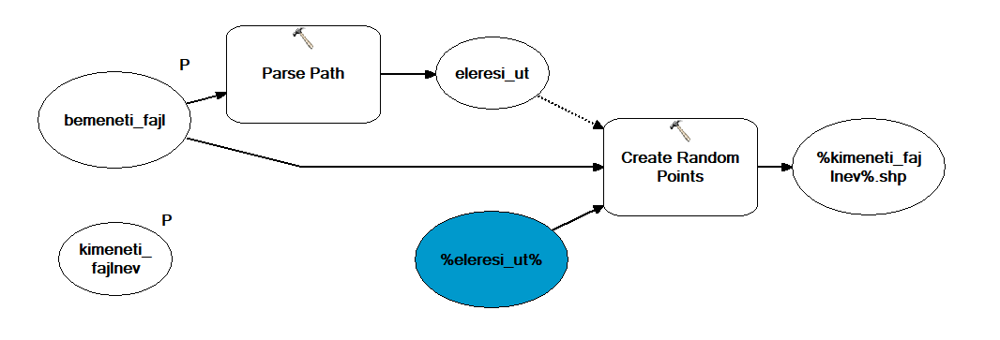 P
Parse Path
eleresi_ut
bemeneti_fajl
Create Random
Points
%kimeneti_faj
lnev%.shp
P
kimeneti_
fajlnev
%eleresi_ut%